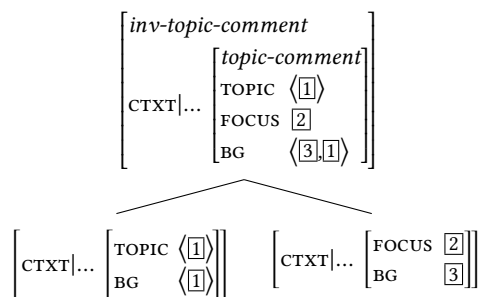 inv-topic-comment
CTXT|... topic-comment
TOPIC ⟨1⟩
FOCUS 2
BG ⟨3,1⟩
CTXT|... TOPIC ⟨1⟩
BG ⟨1⟩
CTXT|... FOCUS 2
BG 3